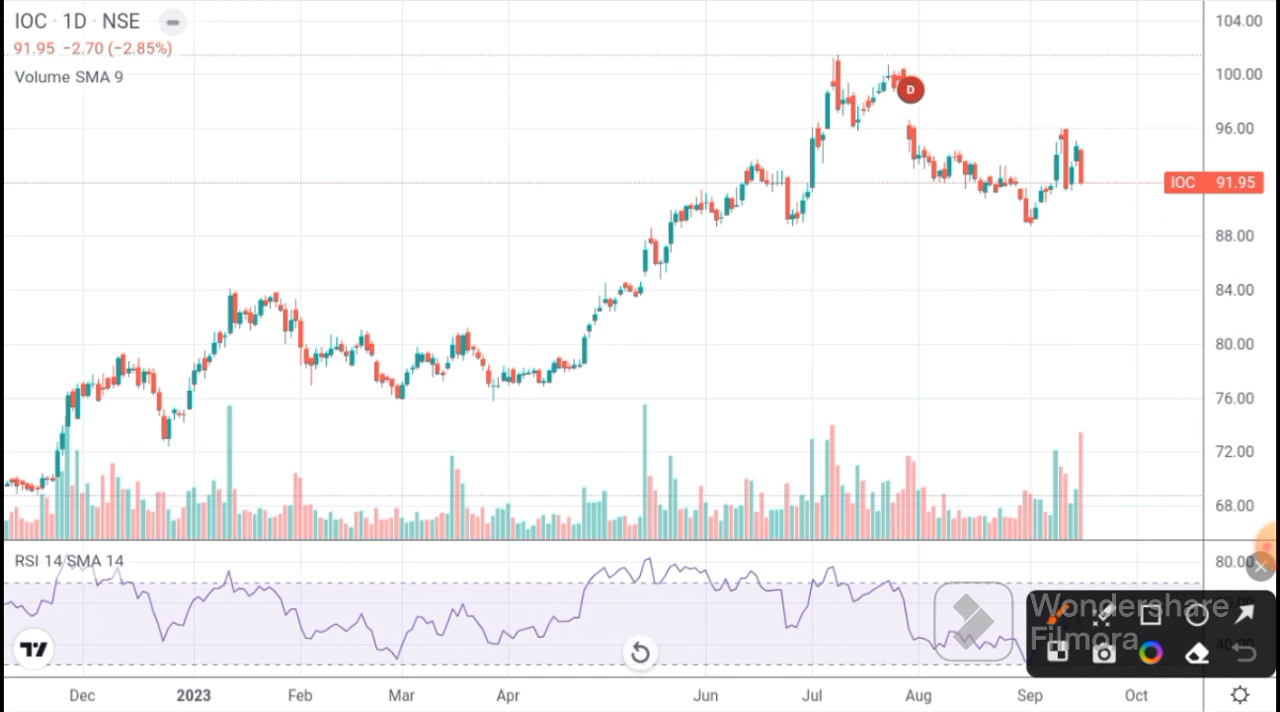 IOC · 1D · NSE
91.95 −2.70 (−2.85%)
Volume SMA 9
D
104.00
100.00
96.00
IOC 91.95
88.00
84.00
80.00
76.00
72.00
68.00
RSI 14 SMA 14
80.00
40.00
Wondershare
Filmora
Dec 2023 Feb Mar Apr Jun Jul Aug Sep Oct